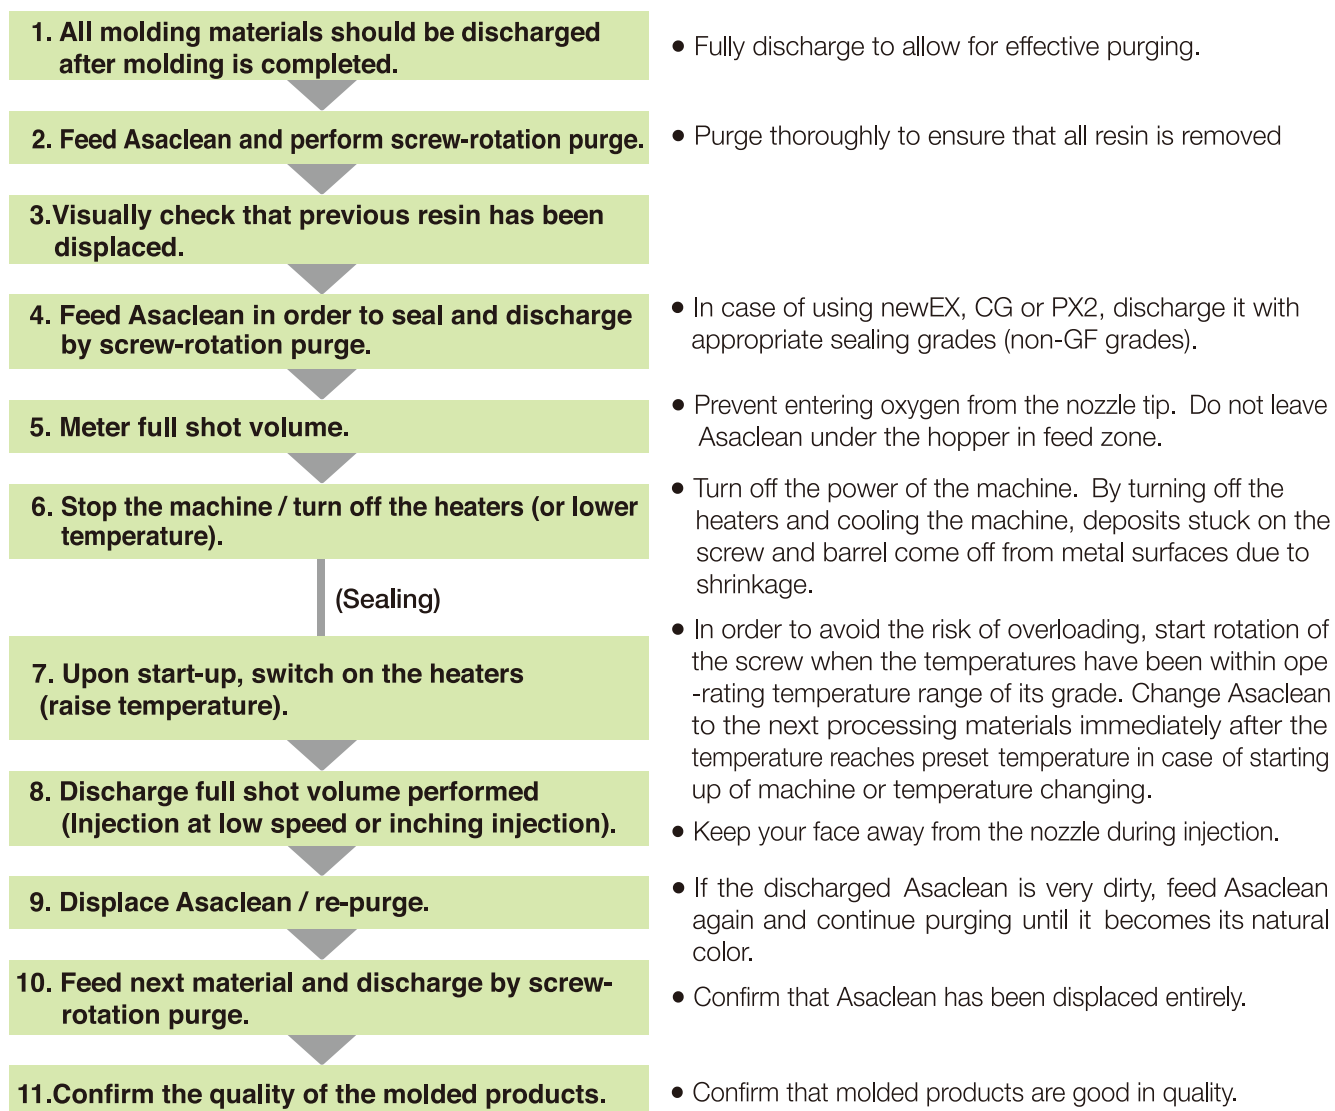 1. All molding materials should be discharged
after molding is completed.
● Fully discharge to allow for effective purging.
2. Feed Asaclean and perform screw-rotation purge.
● Purge thoroughly to ensure that all resin is removed
3.Visually check that previous resin has been
displaced.
4. Feed Asaclean in order to seal and discharge
by screw-rotation purge.
● In case of using newEX, CG or PX2, discharge it with
appropriate sealing grades (non-GF grades).
5. Meter full shot volume.
● Prevent entering oxygen from the nozzle tip. Do not leave
Asaclean under the hopper in feed zone.
6. Stop the machine / turn off the heaters (or lower
temperature).
● Turn off the power of the machine. By turning off the
heaters and cooling the machine, deposits stuck on the
screw and barrel come off from metal surfaces due to
shrinkage.
(Sealing)
7. Upon start-up, switch on the heaters
(raise temperature).
● In order to avoid the risk of overloading, start rotation of
the screw when the temperatures have been within ope
-rating temperature range of its grade. Change Asaclean
to the next processing materials immediately after the
temperature reaches preset temperature in case of starting
up of machine or temperature changing.
8. Discharge full shot volume performed
(Injection at low speed or inching injection).
● Keep your face away from the nozzle during injection.
9. Displace Asaclean / re-purge.
● If the discharged Asaclean is very dirty, feed Asaclean
again and continue purging until it becomes its natural
color.
10. Feed next material and discharge by screw-
rotation purge.
● Confirm that Asaclean has been displaced entirely.
11.Confirm the quality of the molded products.
● Confirm that molded products are good in quality.